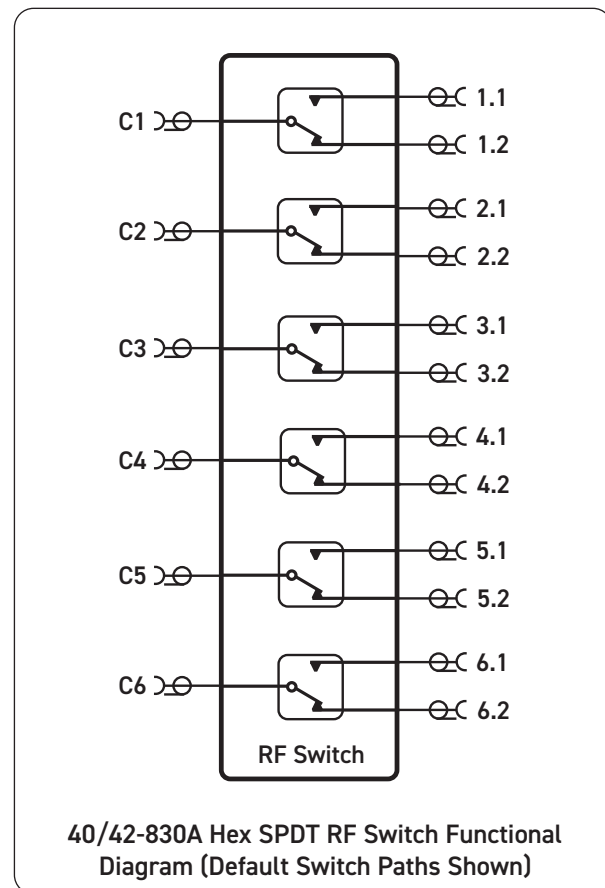 C1
1.1
1.2
C2
2.1
2.2
C3
3.1
3.2
C4
4.1
4.2
C5
5.1
5.2
C6
6.1
6.2
RF Switch
40/42-830A Hex SPDT RF Switch Functional
Diagram (Default Switch Paths Shown)